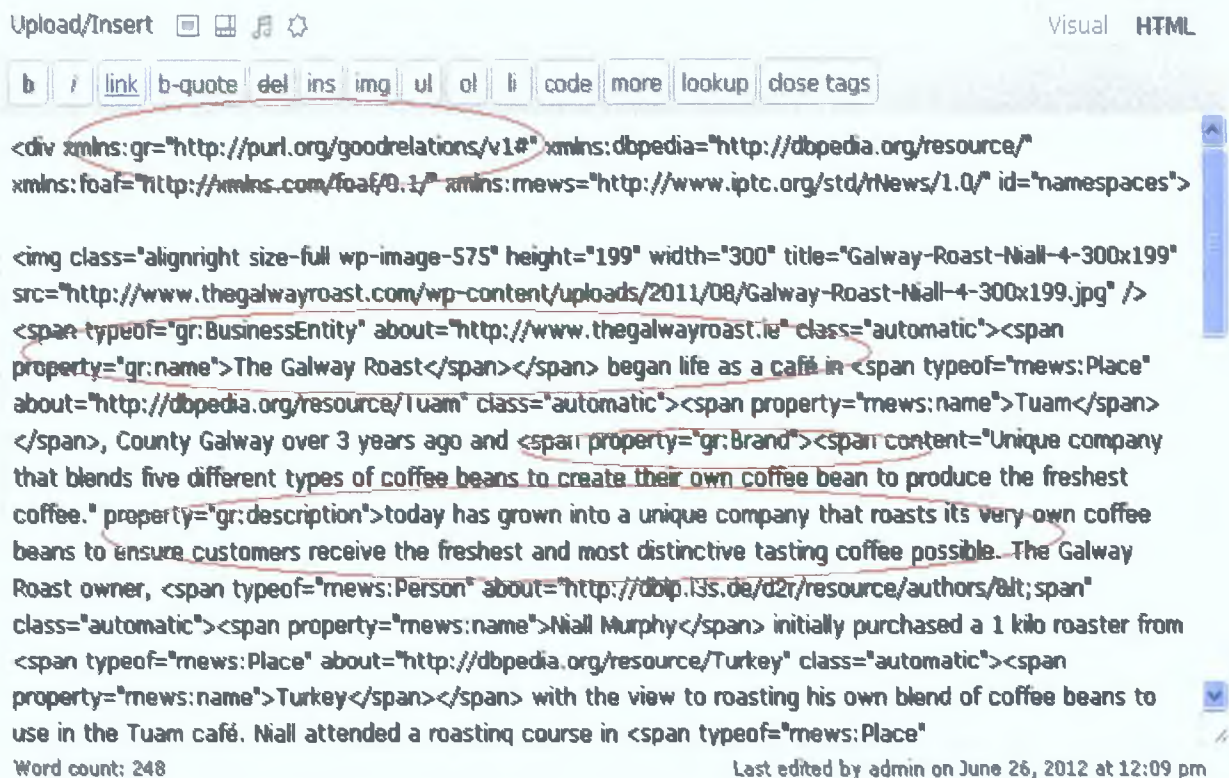 Upload/Insert
Visual HTML
b i link b-quote del ins img ul ol li code more lookup close tags
<div xmlns:gr="http://purl.org/goodrelations/v1#" xmlns:dbpedia="http://dbpedia.org/resource/"
xmlns:foaf="http://xmlns.com/foaf/0.1/" xmlns:rnews="http://www.iptc.org/std/rNews/1.0/" id="namespaces">
<img class="alignright size-full wp-image-575" height="199" width="300" title="Galway-Roast-Niall-4-300x199"
src="http://www.thegalwayroast.com/wp-content/uploads/2011/08/Galway-Roast-Niall-4-300x199.jpg" />
<span typeof="gr:BusinessEntity" about="http://www.thegalwayroast.ie" class="automatic"><span
property="gr:name">The Galway Roast</span></span> began life as a café in <span typeof="rnews:Place"
about="http://dbpedia.org/resource/Tuam" class="automatic"><span property="rnews:name">Tuam</span>
</span>, County Galway over 3 years ago and <span property="gr:Brand"><span content="Unique company
that blends five different types of coffee beans to create their own coffee bean to produce the freshest
coffee." property="gr:description">today has grown into a unique company that roasts its very own coffee
beans to ensure customers receive the freshest and most distinctive tasting coffee possible. The Galway
Roast owner, <span typeof="rnews:Person" about="http://dblp.l3s.de/d2r/resource/authors/&lt;span"
class="automatic"><span property="rnews:name">Niall Murphy</span> initially purchased a 1 kilo roaster from
<span typeof="rnews:Place" about="http://dbpedia.org/resource/Turkey" class="automatic"><span
property="rnews:name">Turkey</span></span> with the view to roasting his own blend of coffee beans to
use in the Tuam café. Niall attended a roasting course in <span typeof="rnews:Place"
Word count: 248
Last edited by admin on June 26, 2012 at 12:09 pm